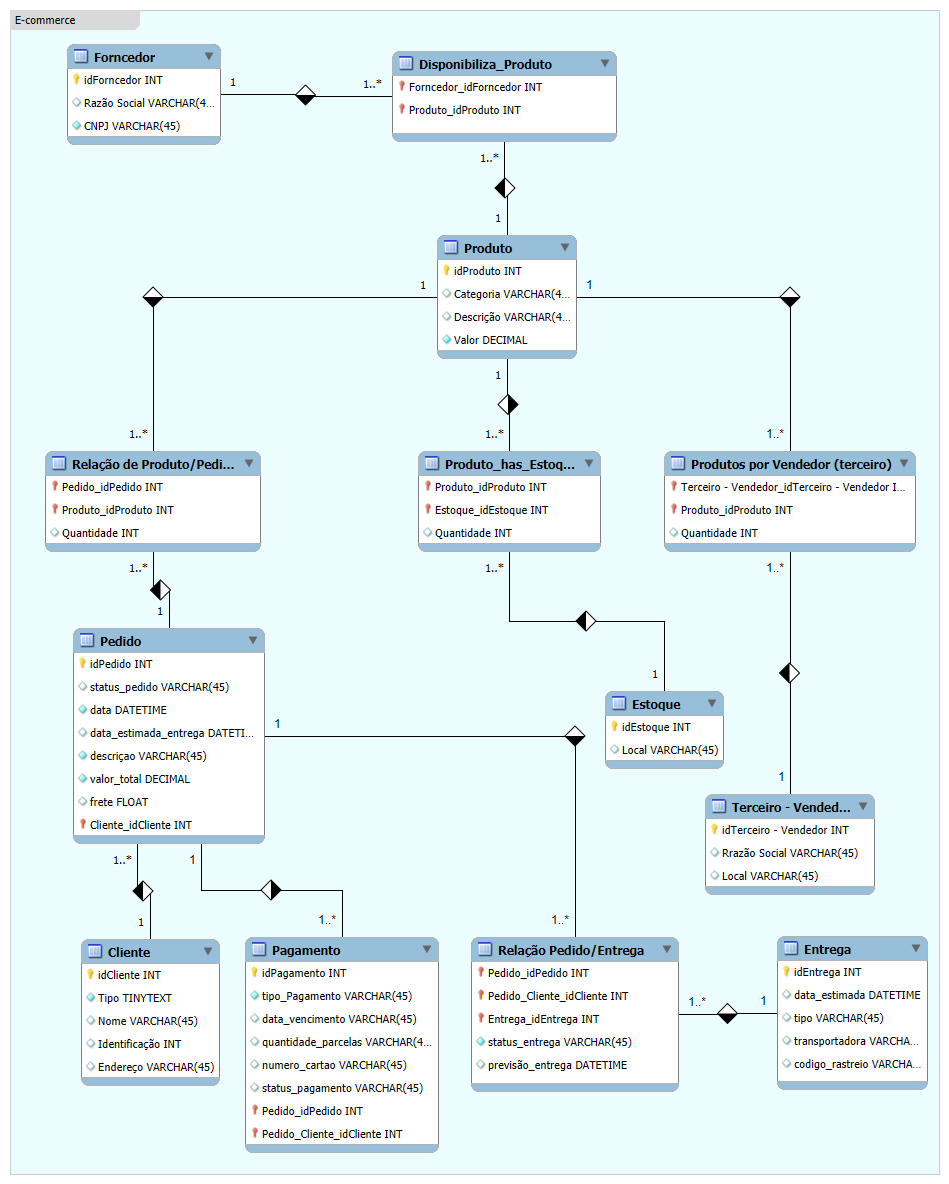 E-commerce
Forncedor
idForncedor INT
Razão Social VARCHAR(4...
CNPJ VARCHAR(45)
1
1..*
Disponibiliza_Produto
Forncedor_idForncedor INT
Produto_idProduto INT
1..*
1
Produto
idProduto INT
Categoria VARCHAR(4...
Descrição VARCHAR(4...
Valor DECIMAL
1
1
1
1..*
1..*
1..*
Relação de Produto/Pedi...
Pedido_idPedido INT
Produto_idProduto INT
Quantidade INT
Produto_has_Estoq...
Produto_idProduto INT
Estoque_idEstoque INT
Quantidade INT
Produtos por Vendedor (terceiro)
Terceiro - Vendedor_idTerceiro - Vendedor I...
Produto_idProduto INT
Quantidade INT
1..*
1
1..*
1
1..*
1
Pedido
idPedido INT
status_pedido VARCHAR(45)
data DATETIME
data_estimada_entrega DATETI...
descriçao VARCHAR(45)
valor_total DECIMAL
frete FLOAT
Cliente_idCliente INT
Estoque
idEstoque INT
Local VARCHAR(45)
Terceiro - Vended...
idTerceiro - Vendedor INT
Rrazão Social VARCHAR(45)
Local VARCHAR(45)
1
1..*
1..*
1
1
1..*
Cliente
idCliente INT
Tipo TINYTEXT
Nome VARCHAR(45)
Identificação INT
Endereço VARCHAR(45)
Pagamento
idPagamento INT
tipo_Pagamento VARCHAR(45)
data_vencimento VARCHAR(45)
quantidade_parcelas VARCHAR(4...
numero_cartao VARCHAR(45)
status_pagamento VARCHAR(45)
Pedido_idPedido INT
Pedido_Cliente_idCliente INT
Relação Pedido/Entrega
Pedido_idPedido INT
Pedido_Cliente_idCliente INT
Entrega_idEntrega INT
status_entrega VARCHAR(45)
previsão_entrega DATETIME
1..*
1
Entrega
idEntrega INT
data_estimada DATETIME
tipo VARCHAR(45)
transportadora VARCHA...
codigo_rastreio VARCHA...